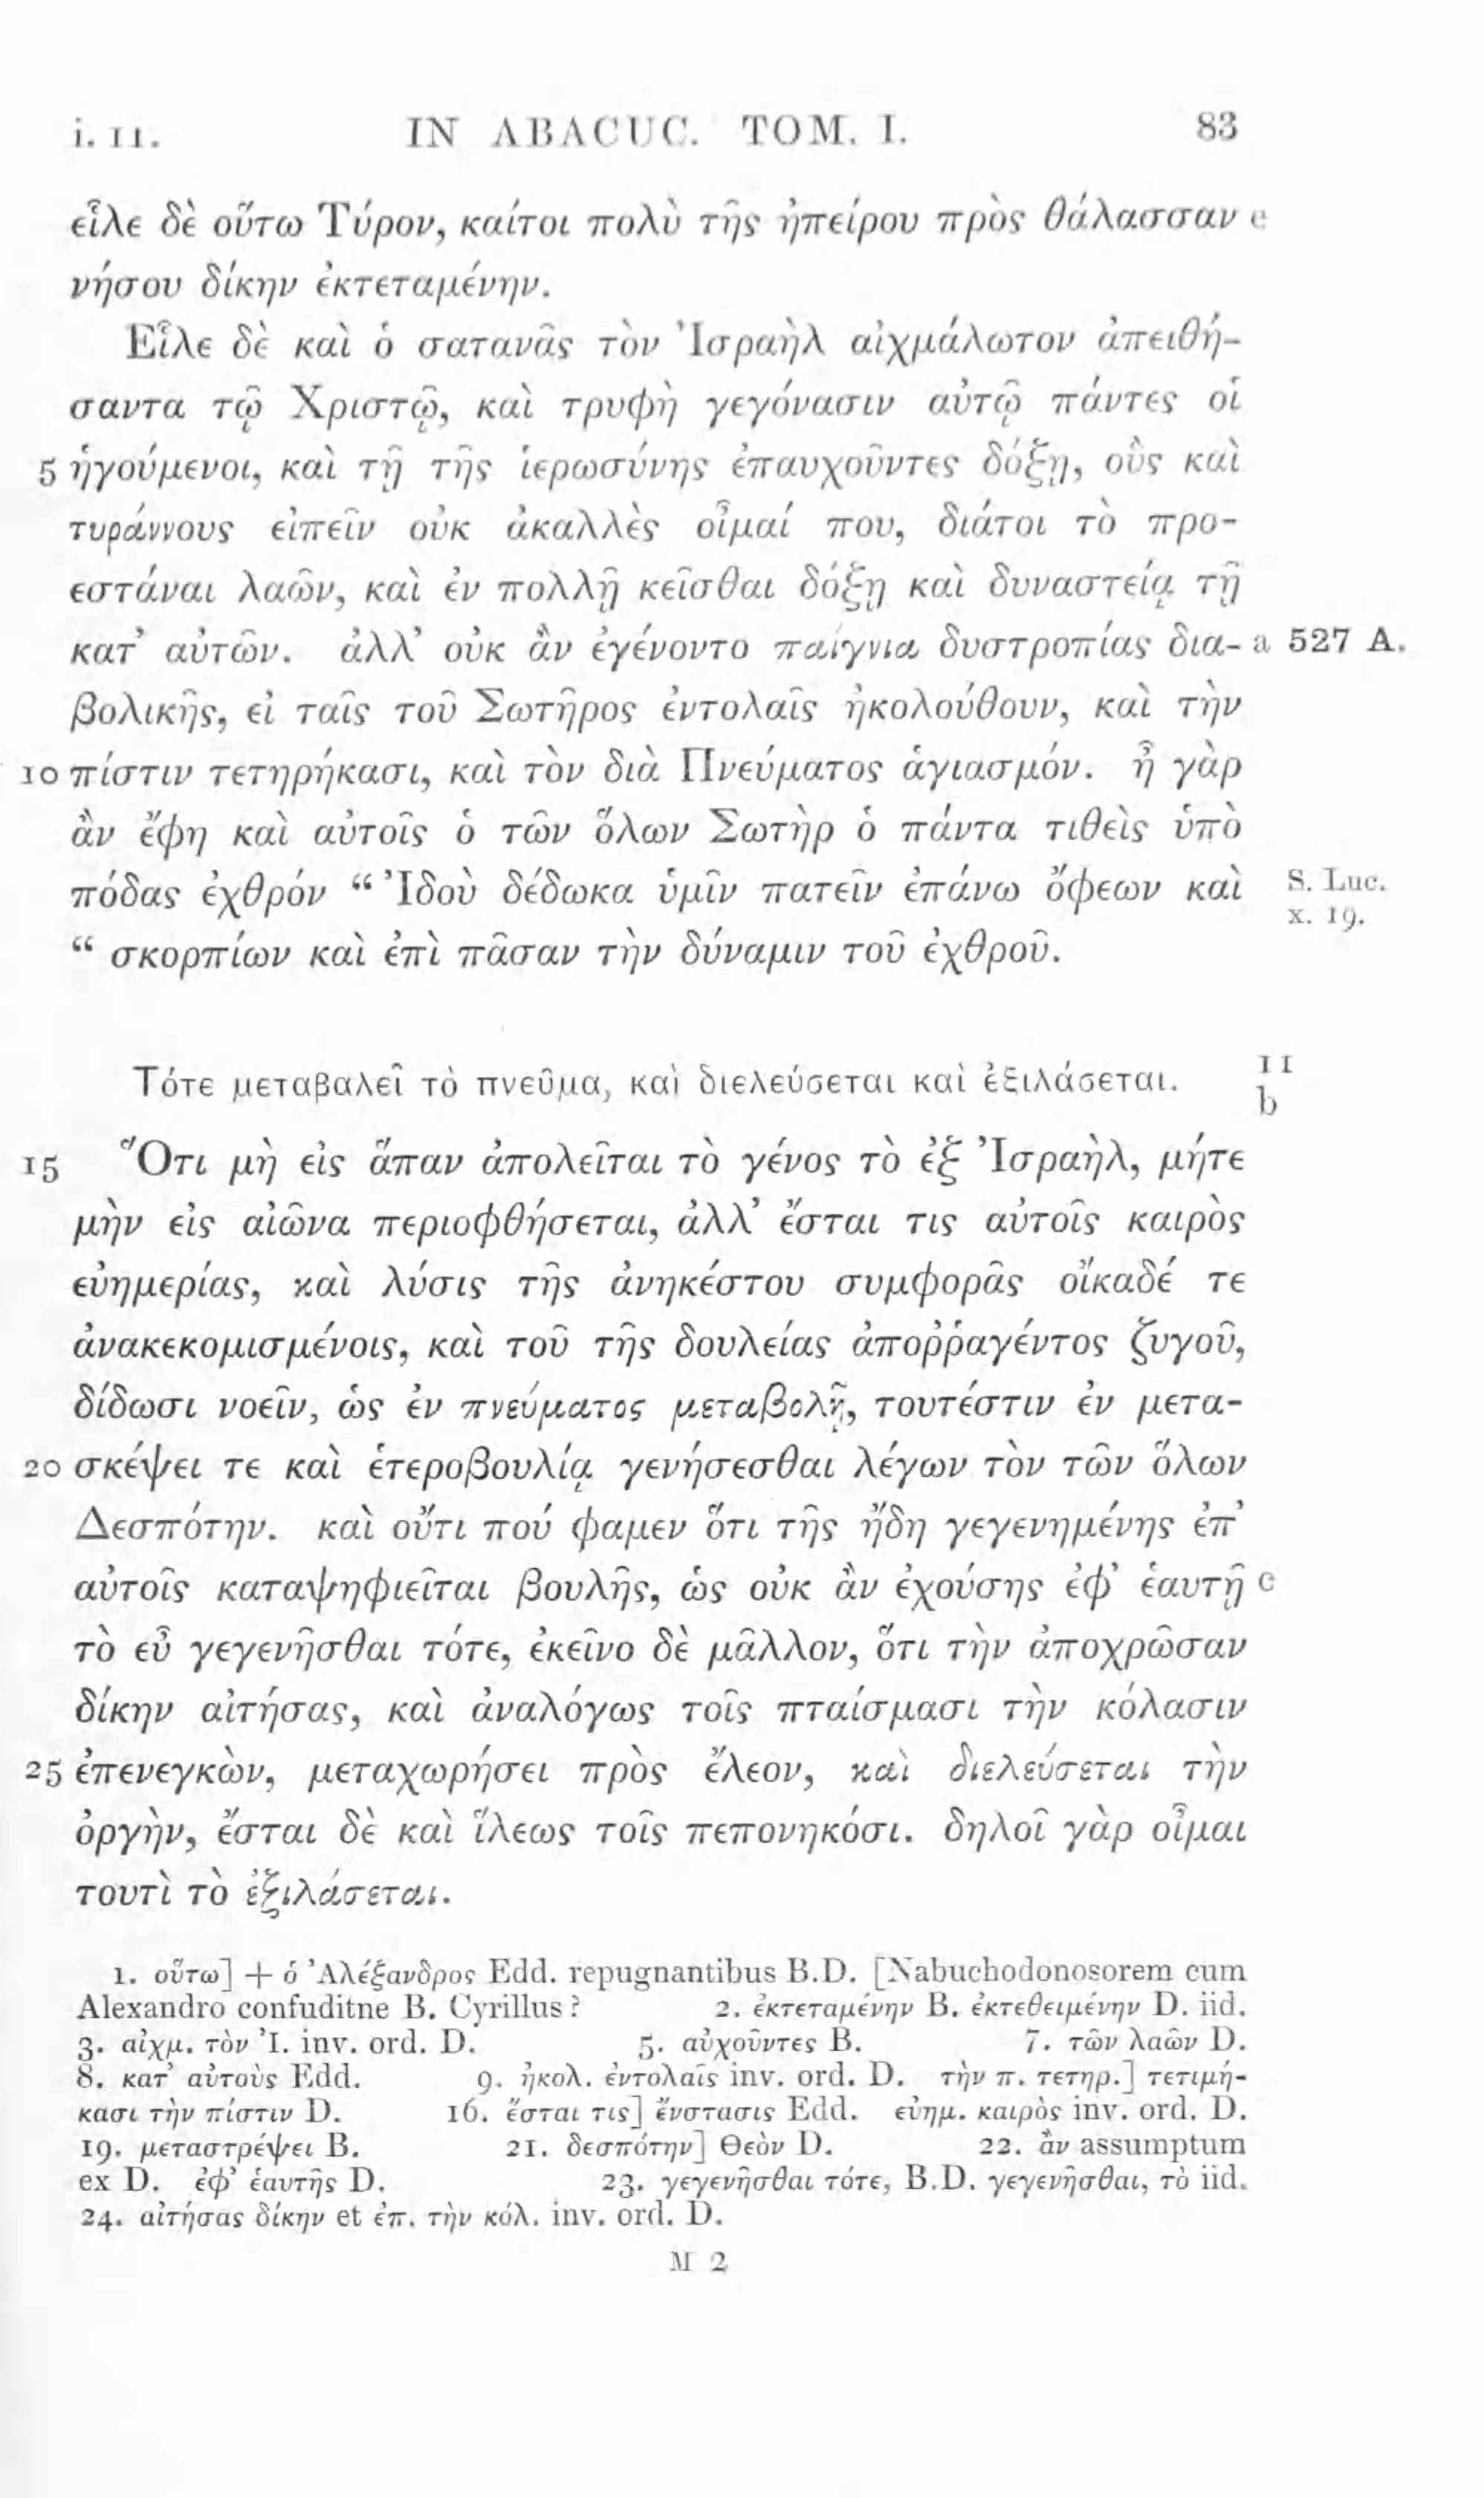 i. 11. IN ABACUC. TOM. I. 83
εἷλε δὲ οὕτω Τύρον, καίτοι πολὺ τῆς ἠπείρου πρὸς θάλασσαν e
νήσου δίκην ἐκτεταμένην.
Εἷλε δὲ καὶ ὁ σατανᾶς τὸν Ἰσραὴλ αἰχμάλωτον ἀπειθή-
σαντα τῷ Χριστῷ, καὶ τρυφὴ γεγόνασιν αὐτῷ πάντες οἱ
5 ἡγούμενοι, καὶ τῇ τῆς ἱερωσύνης ἐπαυχοῦντες δόξῃ, οὓς καὶ
τυράννους εἰπεῖν οὐκ ἀκαλλὲς οἶμαί που, διάτοι τὸ προ-
εστάναι λαῶν, καὶ ἐν πολλῇ κεῖσθαι δόξῃ καὶ δυναστείᾳ τῇ
κατ’ αὐτῶν. ἀλλ’ οὐκ ἂν ἐγένοντο παίγνια δυστροπίας δια- a 527 A.
βολικῆς, εἰ ταῖς τοῦ Σωτῆρος ἐντολαῖς ἠκολούθουν, καὶ τὴν
10 πίστιν τετηρήκασι, καὶ τὸν διὰ Πνεύματος ἁγιασμόν. ἦ γὰρ
ἂν ἔφη καὶ αὐτοῖς ὁ τῶν ὅλων Σωτὴρ ὁ πάντα τιθεὶς ὑπὸ
πόδας ἐχθρόν “ Ἰδοὺ δέδωκα ὑμῖν πατεῖν ἐπάνω ὄφεων καὶ S. Luc. x. 19.
“ σκορπίων καὶ ἐπὶ πᾶσαν τὴν δύναμιν τοῦ ἐχθροῦ.
Τότε μεταβαλεῖ τὸ πνεῦμα, καὶ διελεύσεται καὶ ἐξιλάσεται. 11
b
15 Ὅτι μὴ εἰς ἅπαν ἀπολεῖται τὸ γένος τὸ ἐξ Ἰσραὴλ, μήτε
μὴν εἰς αἰῶνα περιοφθήσεται, ἀλλ’ ἔσται τις αὐτοῖς καιρὸς
εὐημερίας, καὶ λύσις τῆς ἀνηκέστου συμφορᾶς οἴκαδέ τε
ἀνακεκομισμένοις, καὶ τοῦ τῆς δουλείας ἀποῤῥαγέντος ζυγοῦ,
δίδωσι νοεῖν, ὡς ἐν πνεύματος μεταβολῇ, τουτέστιν ἐν μετα-
20 σκέψει τε καὶ ἑτεροβουλίᾳ γενήσεσθαι λέγων τὸν τῶν ὅλων
Δεσπότην. καὶ οὔτι πού φαμεν ὅτι τῆς ἤδη γεγενημένης ἐπ’
αὐτοῖς καταψηφιεῖται βουλῆς, ὡς οὐκ ἂν ἐχούσης ἐφ’ ἑαυτῇ c
τὸ εὖ γεγενῆσθαι τότε, ἐκεῖνο δὲ μᾶλλον, ὅτι τὴν ἀποχρῶσαν
δίκην αἰτήσας, καὶ ἀναλόγως τοῖς πταίσμασι τὴν κόλασιν
25 ἐπενεγκὼν, μεταχωρήσει πρὸς ἔλεον, καὶ διελεύσεται τὴν
ὀργὴν, ἔσται δὲ καὶ ἵλεως τοῖς πεπονηκόσι. δηλοῖ γὰρ οἶμαι
τουτὶ τὸ ἐξιλάσεται.
1. οὕτω] + ὁ Ἀλέξανδρος Edd. repugnantibus B.D. [Nabuchodonosorem cum
Alexandro confuditne B. Cyrillus? 2. ἐκτεταμένην B. ἐκτεθειμένην D. iid.
3. αἰχμ. τὸν Ἰ. inv. ord. D. 5. αὐχοῦντες B. 7. τῶν λαῶν D.
8. κατ’ αὐτοὺς Edd. 9. ἠκολ. ἐντολαῖς inv. ord. D. τὴν π. τετηρ.] τετιμή-
κασι τὴν πίστιν D. 16. ἔσται τις] ἔνστασις Edd. εὐημ. καιρὸς inv. ord. D.
19. μεταστρέψει B. 21. δεσπότην] Θεὸν D. 22. ἂν assumptum
ex D. ἐφ’ ἑαυτῆς D. 23. γεγενῆσθαι τότε, B.D. γεγενῆσθαι, τὸ iid.
24. αἰτήσας δίκην et ἐπ. τὴν κόλ. inv. ord. D.
M 2